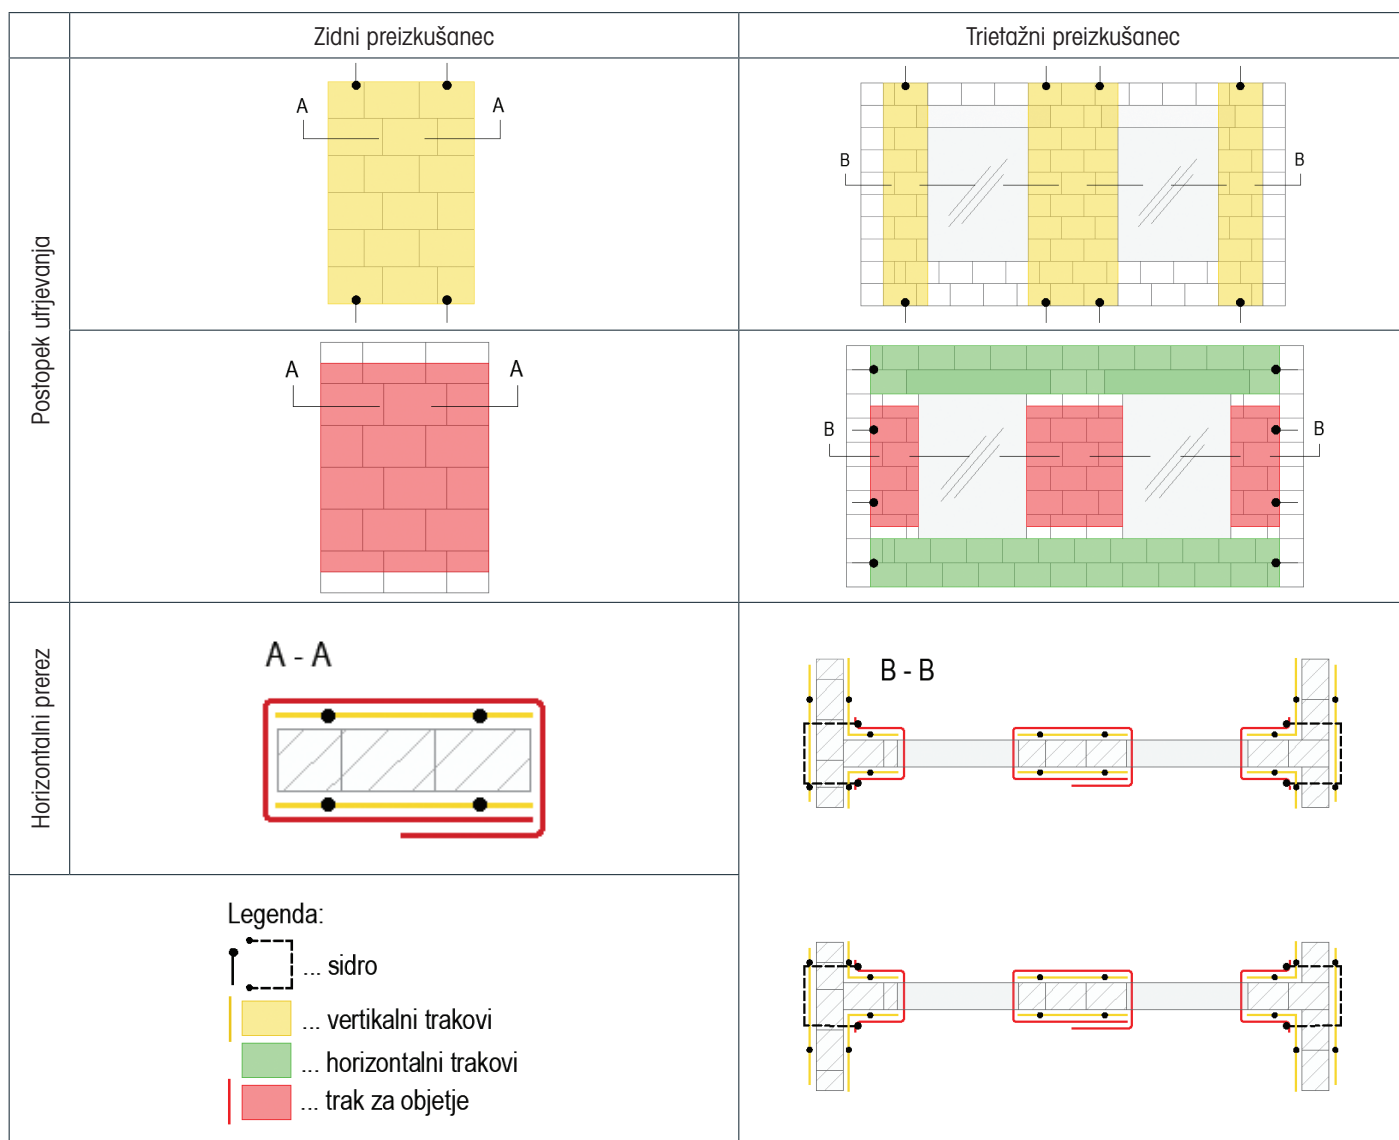 Zidni preizkušanec
Trietažni preizkušanec
Postopek utrjevanja
A
A
B
B
A
A
B
B
Horizontalni prerez
A - A
B - B
Legenda:
... sidro
... vertikalni trakovi
... horizontalni trakovi
... trak za objetje